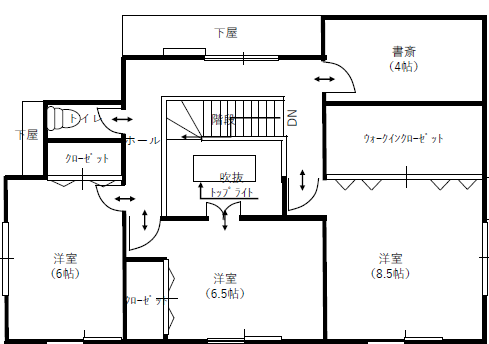 下屋
書斎
(4帖)
トイレ
下屋
ホール
階段
DN
クローゼット
ウォークインクローゼット
吹抜
トップライト
洋室
(6帖)
クローゼット
洋室
(6.5帖)
洋室
(8.5帖)